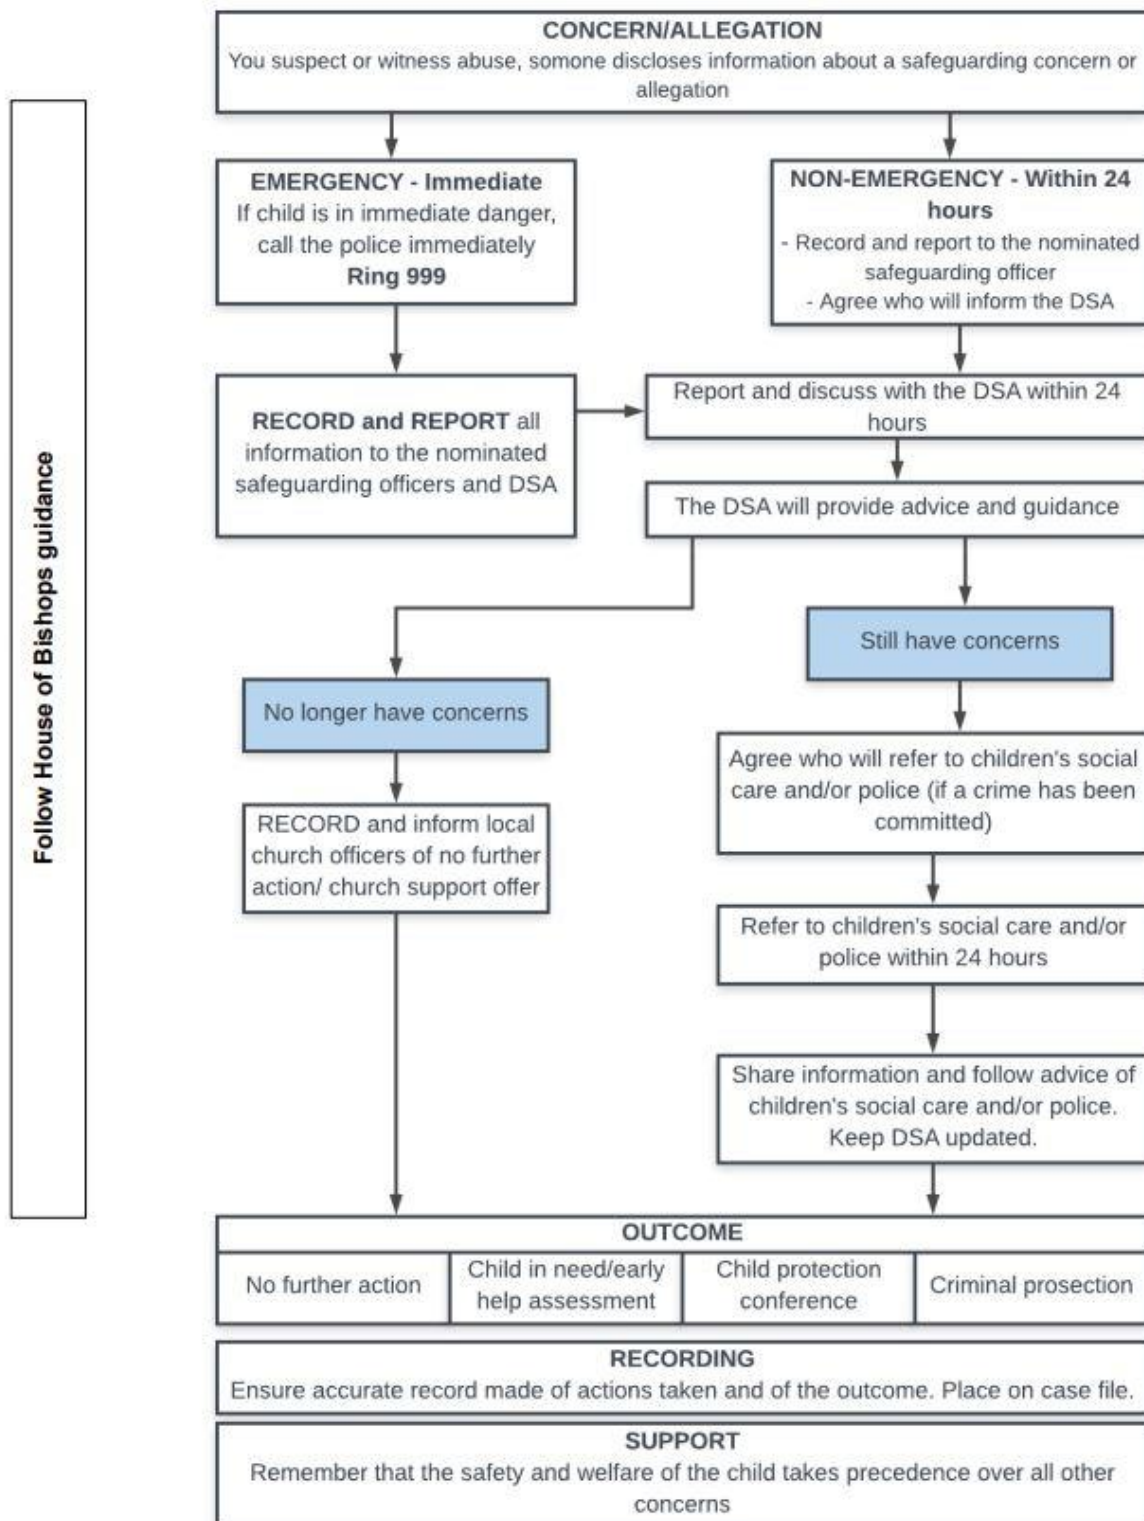 CONCERN/ALLEGATION
You suspect or witness abuse, somone discloses information about a safeguarding concern or
allegation
Follow House of Bishops guidance
EMERGENCY - Immediate
If child is in immediate danger,
call the police immediately
Ring 999
NON-EMERGENCY - Within 24
hours
- Record and report to the nominated
safeguarding officer
- Agree who will inform the DSA
RECORD and REPORT all
information to the nominated
safeguarding officers and DSA
Report and discuss with the DSA within 24
hours
The DSA will provide advice and guidance
Still have concerns
No longer have concerns
Agree who will refer to children's social
care and/or police (if a crime has been
committed)
RECORD and inform local
church officers of no further
action/ church support offer
Refer to children's social care and/or
police within 24 hours
Share information and follow advice of
children's social care and/or police.
Keep DSA updated.
OUTCOME
No further action
Child in need/early
help assessment
Child protection
conference
Criminal prosection
RECORDING
Ensure accurate record made of actions taken and of the outcome. Place on case file.
SUPPORT
Remember that the safety and welfare of the child takes precedence over all other
concerns